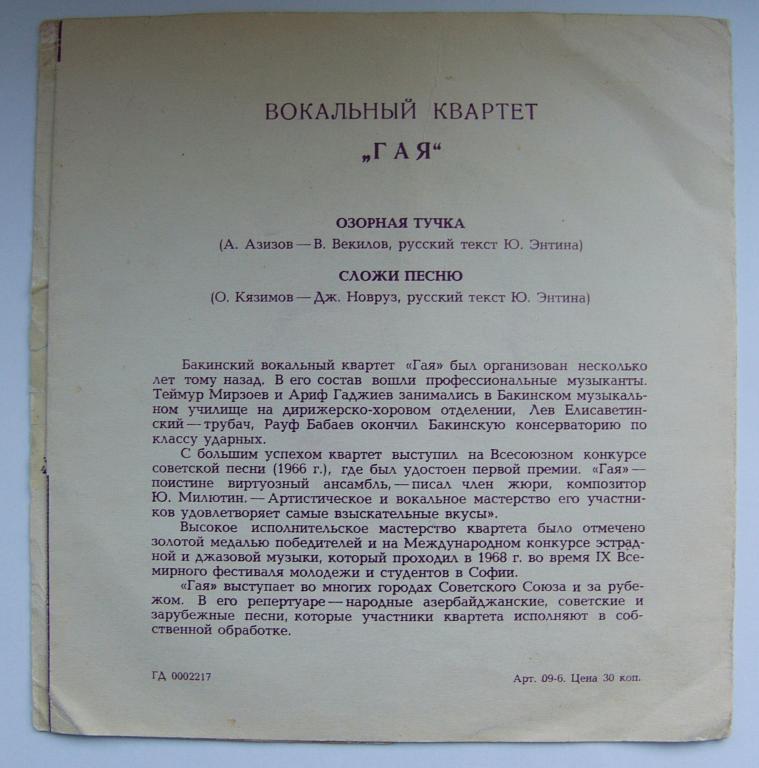 ВОКАЛЬНЫЙ КВАРТЕТ
„ГАЯ“
ОЗОРНАЯ ТУЧКА
(А. Азизов — В. Векилов, русский текст Ю. Энтина)
СЛОЖИ ПЕСНЮ
(О. Кязимов — Дж. Новруз, русский текст Ю. Энтина)
Бакинский вокальный квартет «Гая» был организован несколько
лет тому назад. В его состав вошли профессиональные музыканты.
Теймур Мирзоев и Ариф Гаджиев занимались в Бакинском музыкаль-
ном училище на дирижерско-хоровом отделении, Лев Елисаветин-
ский — трубач, Рауф Бабаев окончил Бакинскую консерваторию по
классу ударных.
С большим успехом квартет выступил на Всесоюзном конкурсе
советской песни (1966 г.), где был удостоен первой премии. «Гая» —
поистине виртуозный ансамбль, — писал член жюри, композитор
Ю. Милютин. — Артистическое и вокальное мастерство его участни-
ков удовлетворяет самые взыскательные вкусы».
Высокое исполнительское мастерство квартета было отмечено
золотой медалью победителей и на Международном конкурсе эстрад-
ной и джазовой музыки, который проходил в 1968 г. во время IX Все-
мирного фестиваля молодежи и студентов в Софии.
«Гая» выступает во многих городах Советского Союза и за рубе-
жом. В его репертуаре — народные азербайджанские, советские и
зарубежные песни, которые участники квартета исполняют в соб-
ственной обработке.
ГД 0002217
Арт. 09-6. Цена 30 коп.